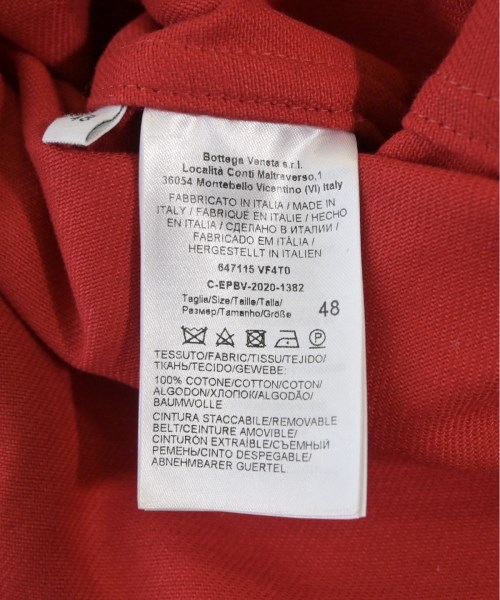 Bottega Veneta s.r.l.
Località Conti Maltraverso,1
36054 Montebello Vicentino (VI) Italy
FABBRICATO IN ITALIA / MADE IN
ITALY / FABRIQUÉ EN ITALIE / HECHO
EN ITALIA / СДЕЛАНО В ИТАЛИИ /
FABRICADO EM ITÀLIA /
HERGESTELLT IN ITALIEN
647115 VF4T0
C-EPBV-2020-1382
Taglia/Size/Taille/Talla/
Размер/Tamanho/Größe 48
P
TESSUTO/FABRIC/TISSU/TEJIDO/
ТКАНЬ/TECIDO/GEWEBE:
100% COTONE/COTTON/COTON/
ALGODON/ХЛОПОК/ALGODÃO/
BAUMWOLLE
CINTURA STACCABILE/REMOVABLE
BELT/CEINTURE AMOVIBLE/
CINTURON EXTRAÍBLE/СЪЕМНЫЙ
РЕМЕНЬ/CINTO DESPEGABLE/
ABNEHMBARER GUERTEL